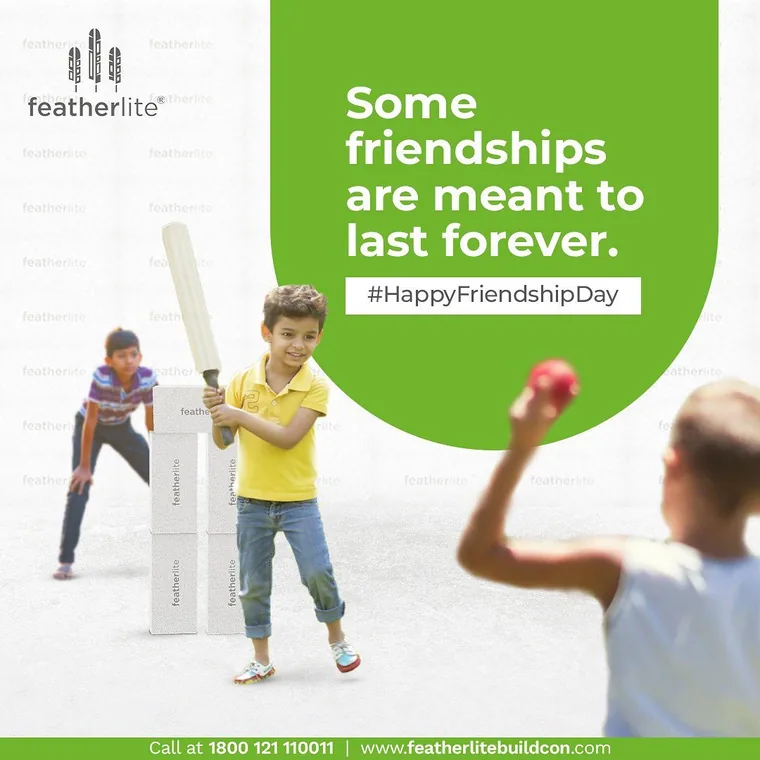 featherlite®
Some
friendships
are meant to
last forever.
#HappyFriendshipDay
feathe
featherlite
featherlite
featherlite
featherlite
Call at 1800 121 110011 | www.featherlitebuildcon.com